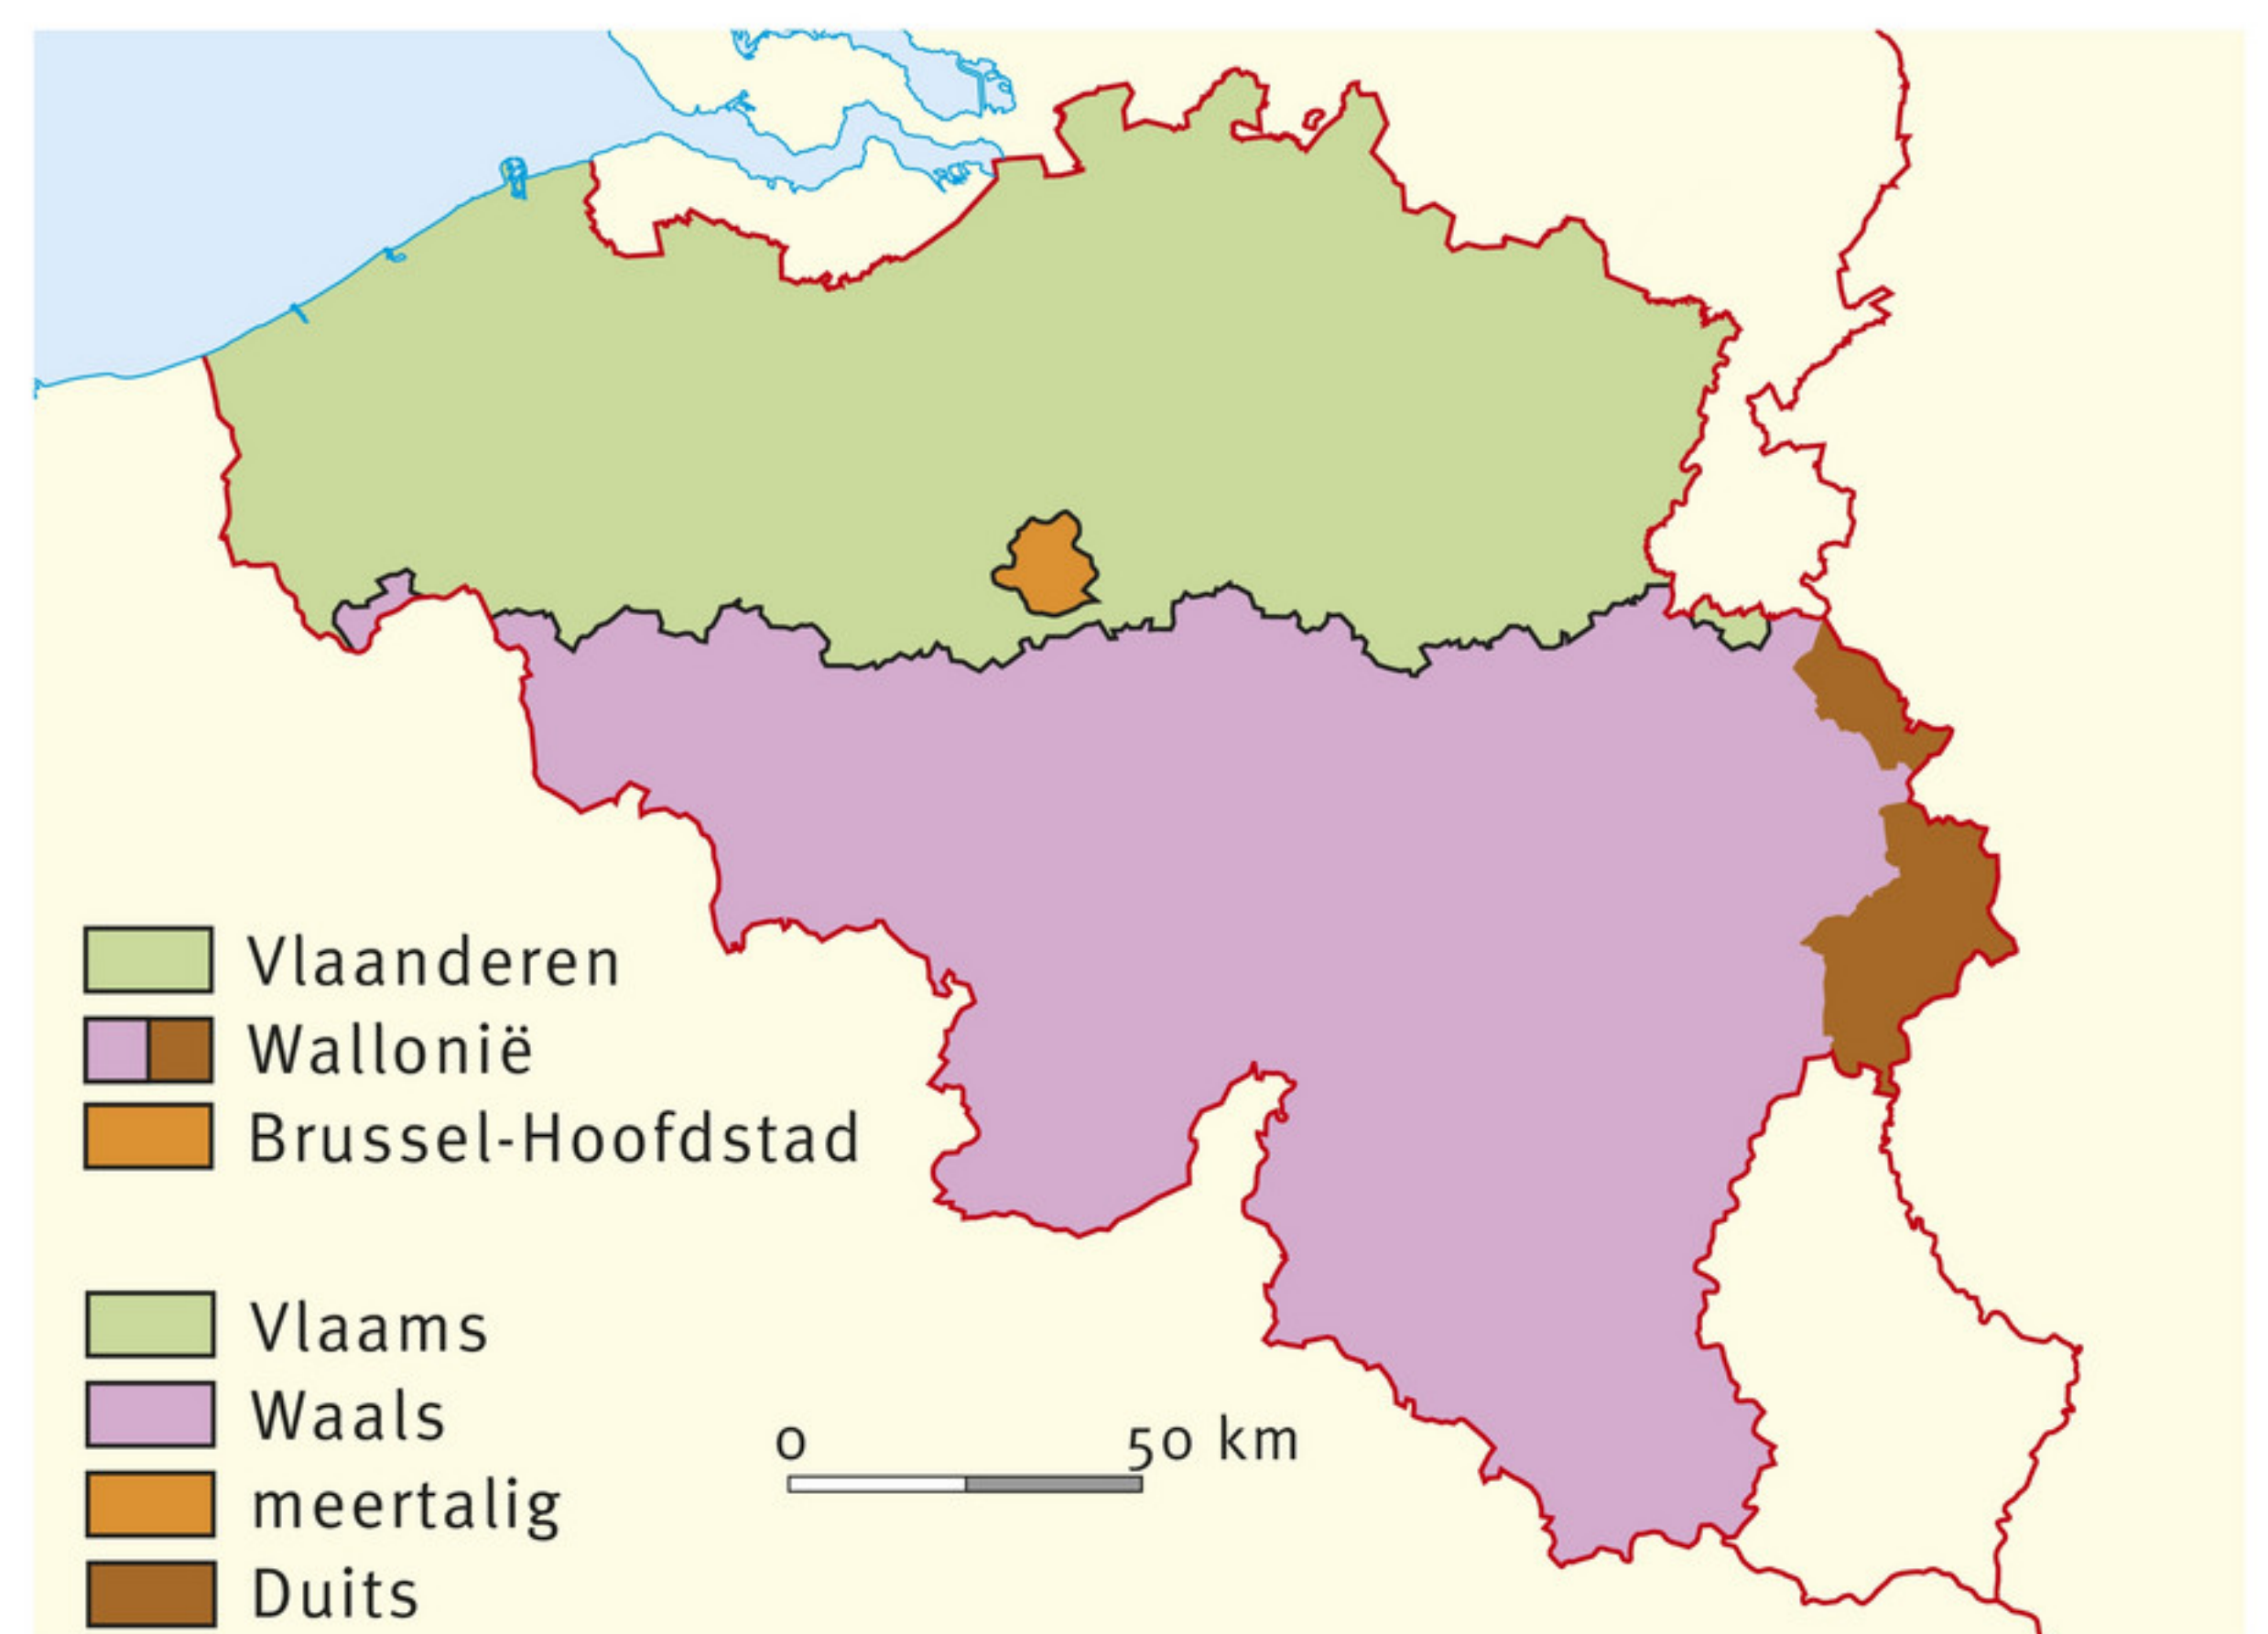 Vlaanderen
Wallonië
Brussel-Hoofdstad
Vlaams
Waals
meertalig
Duits
0 50 km